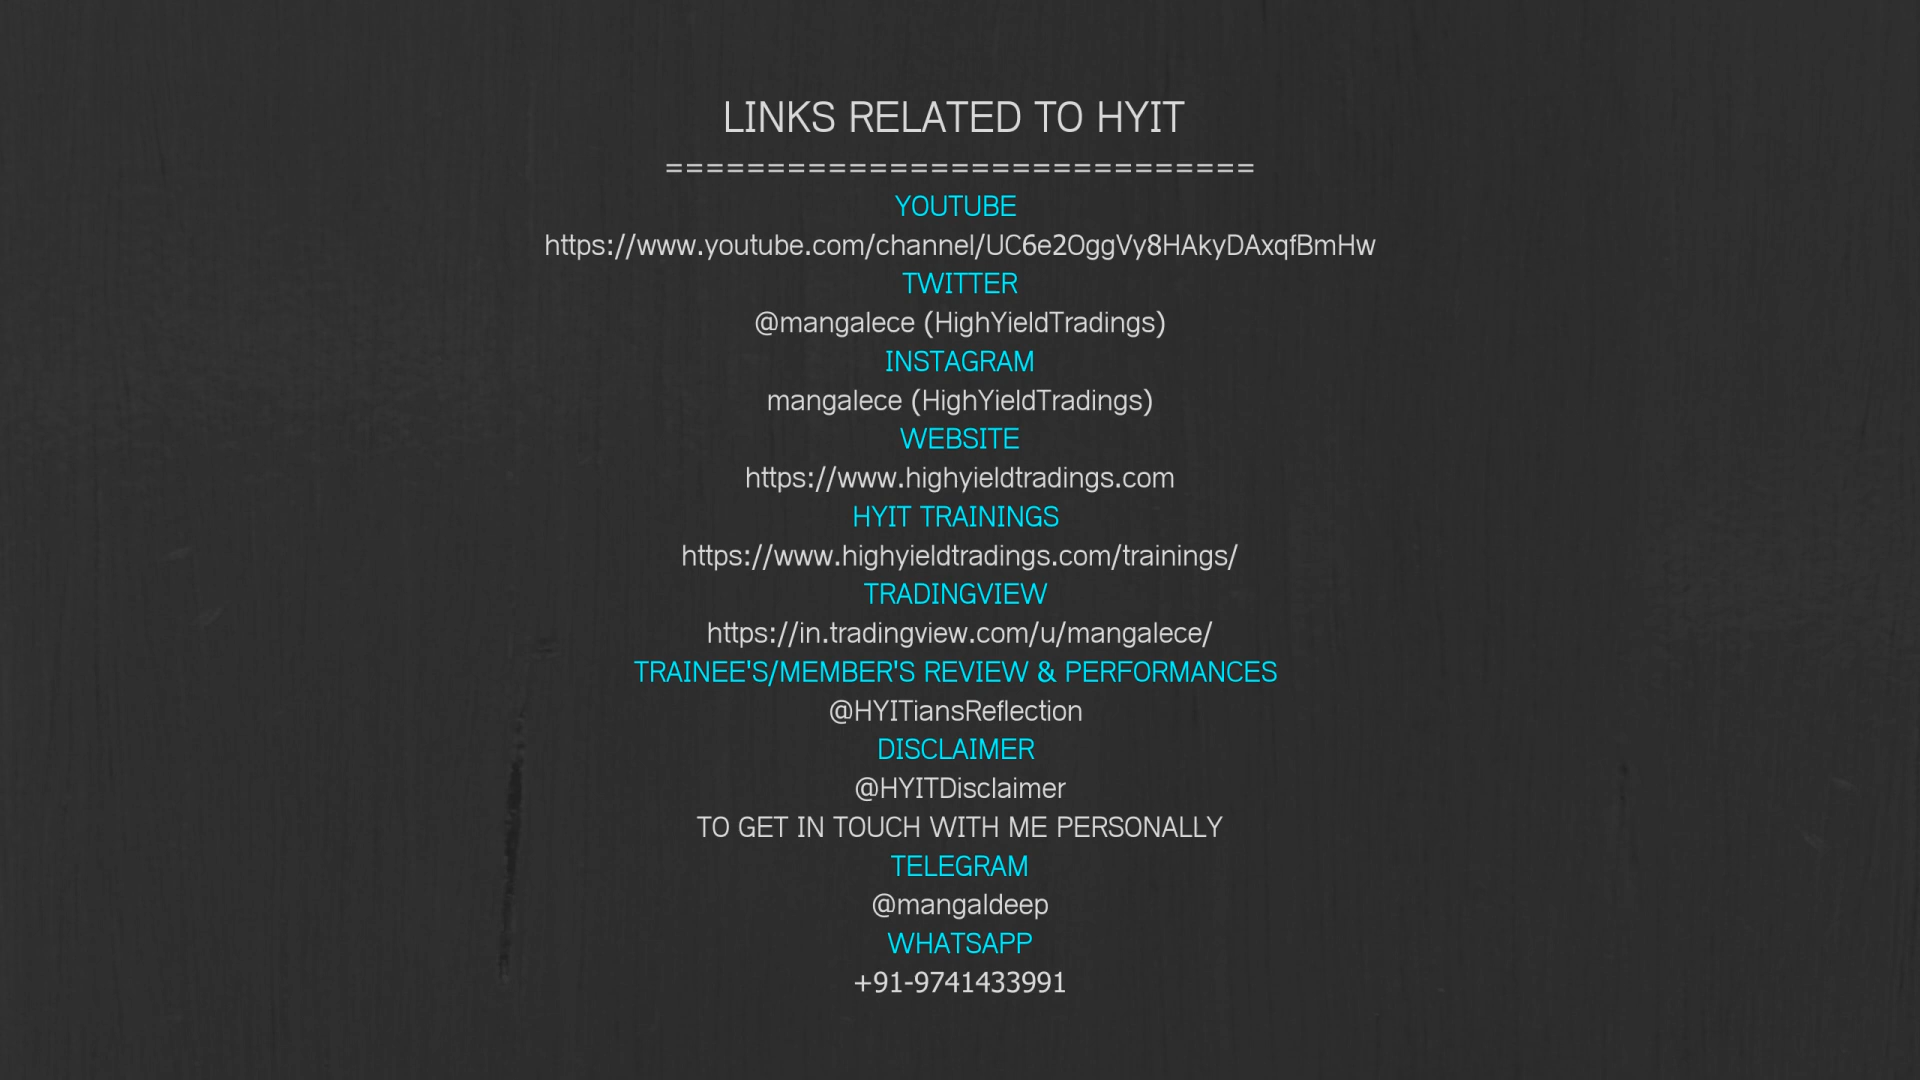 LINKS RELATED TO HYIT
=============================
YOUTUBE
https://www.youtube.com/channel/UC6e2OggVy8HAkyDAxqfBmHw
TWITTER
@mangalece (HighYieldTradings)
INSTAGRAM
mangalece (HighYieldTradings)
WEBSITE
https://www.highyieldtradings.com
HYIT TRAININGS
https://www.highyieldtradings.com/trainings/
TRADINGVIEW
https://in.tradingview.com/u/mangalece/
TRAINEE'S/MEMBER'S REVIEW & PERFORMANCES
@HYITiansReflection
DISCLAIMER
@HYITDisclaimer
TO GET IN TOUCH WITH ME PERSONALLY
TELEGRAM
@mangaldeep
WHATSAPP
+91-9741433991